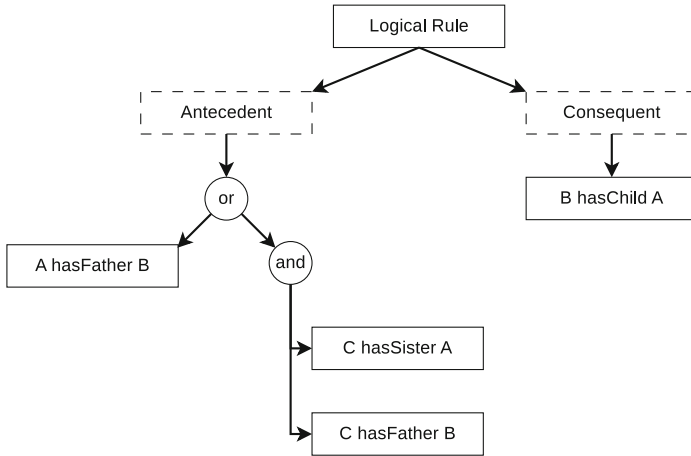 Logical Rule
Antecedent
Consequent
or
B hasChild A
A hasFather B
and
C hasSister A
C hasFather B